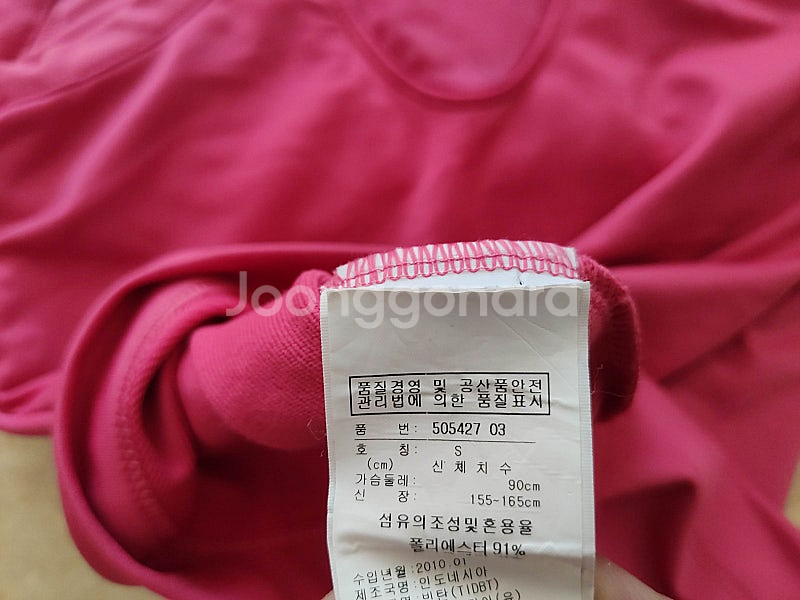 Joonggonara
품질경영 및 공산품안전
관리법에 의한 품질표시
품 번: 505427 03
호 칭: S
(cm) 신체치수
가슴둘레: 90cm
신 장: 155~165cm
섬유의조성및혼용율
폴리에스터 91%
수입년월:2010.01
제조국명:인도네시아
비탄(TIDBT)